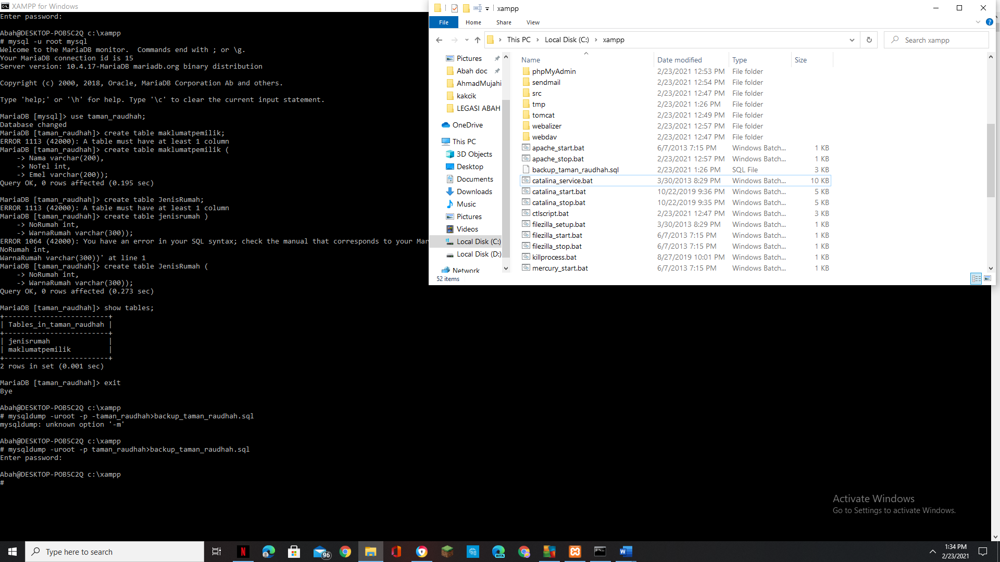 XAMPP for Windows
Enter password:
Abah@DESKTOP-POB5C2Q c:\xampp
# mysql -u root mysql
Welcome to the MariaDB monitor.  Commands end with ; or \g.
Your MariaDB connection id is 15
Server version: 10.4.17-MariaDB mariadb.org binary distribution
Copyright (c) 2000, 2018, Oracle, MariaDB Corporation Ab and others.
Type 'help;' or '\h' for help. Type '\c' to clear the current input statement.
MariaDB [mysql]> use taman_raudhah;
Database changed
MariaDB [taman_raudhah]> create table maklumatpemilik;
ERROR 1113 (42000): A table must have at least 1 column
MariaDB [taman_raudhah]> create table maklumatpemilik (
    -> Nama varchar(200),
    -> NoTel int,
    -> Emel varchar(200));
Query OK, 0 rows affected (0.195 sec)
MariaDB [taman_raudhah]> create table JenisRumah;
ERROR 1113 (42000): A table must have at least 1 column
MariaDB [taman_raudhah]> create table jenisrumah )
    -> NoRumah int,
    -> WarnaRumah varchar(300));
ERROR 1064 (42000): You have an error in your SQL syntax; check the manual that corresponds to your Mar
NoRumah int,
WarnaRumah varchar(300))' at line 1
MariaDB [taman_raudhah]> create table JenisRumah (
    -> NoRumah int,
    -> WarnaRumah varchar(300));
Query OK, 0 rows affected (0.273 sec)
MariaDB [taman_raudhah]> show tables;
+-------------------------+
| Tables_in_taman_raudhah |
+-------------------------+
| jenisrumah              |
| maklumatpemilik         |
+-------------------------+
2 rows in set (0.001 sec)
MariaDB [taman_raudhah]> exit
Bye
Abah@DESKTOP-POB5C2Q c:\xampp
# mysqldump -uroot -p -taman_raudhah>backup_taman_raudhah.sql
mysqldump: unknown option '-m'
Abah@DESKTOP-POB5C2Q c:\xampp
# mysqldump -uroot -p taman_raudhah>backup_taman_raudhah.sql
Enter password:
Abah@DESKTOP-POB5C2Q c:\xampp
#
xampp
File Home Share View
This PC > Local Disk (C:) > xampp
Search xampp
Pictures
Abah doc
AhmadMujahi
kakcik
LEGASI ABAH
OneDrive
This PC
3D Objects
Desktop
Documents
Downloads
Music
Pictures
Videos
Local Disk (C:)
Local Disk (D:)
Network
Name Date modified Type Size
phpMyAdmin 2/23/2021 12:53 PM File folder
sendmail 2/23/2021 12:54 PM File folder
src 2/23/2021 12:47 PM File folder
tmp 2/23/2021 1:26 PM File folder
tomcat 2/23/2021 12:49 PM File folder
webalizer 2/23/2021 12:57 PM File folder
webdav 2/23/2021 12:47 PM File folder
apache_start.bat 6/7/2013 7:15 PM Windows Batch... 1 KB
apache_stop.bat 2/23/2021 12:57 PM Windows Batch... 1 KB
backup_taman_raudhah.sql 2/23/2021 1:26 PM SQL File 3 KB
catalina_service.bat 3/30/2013 8:29 PM Windows Batch... 10 KB
catalina_start.bat 10/22/2019 9:36 PM Windows Batch... 5 KB
catalina_stop.bat 10/22/2019 9:35 PM Windows Batch... 5 KB
ctlscript.bat 2/23/2021 12:47 PM Windows Batch... 3 KB
filezilla_setup.bat 3/30/2013 8:29 PM Windows Batch... 1 KB
filezilla_start.bat 6/7/2013 7:15 PM Windows Batch... 1 KB
filezilla_stop.bat 6/7/2013 7:15 PM Windows Batch... 1 KB
killprocess.bat 8/27/2019 10:01 PM Windows Batch... 1 KB
mercury_start.bat 6/7/2013 7:15 PM Windows Batch... 1 KB
52 items
Activate Windows
Go to Settings to activate Windows.
Type here to search
96
BETA
1:34 PM
2/23/2021